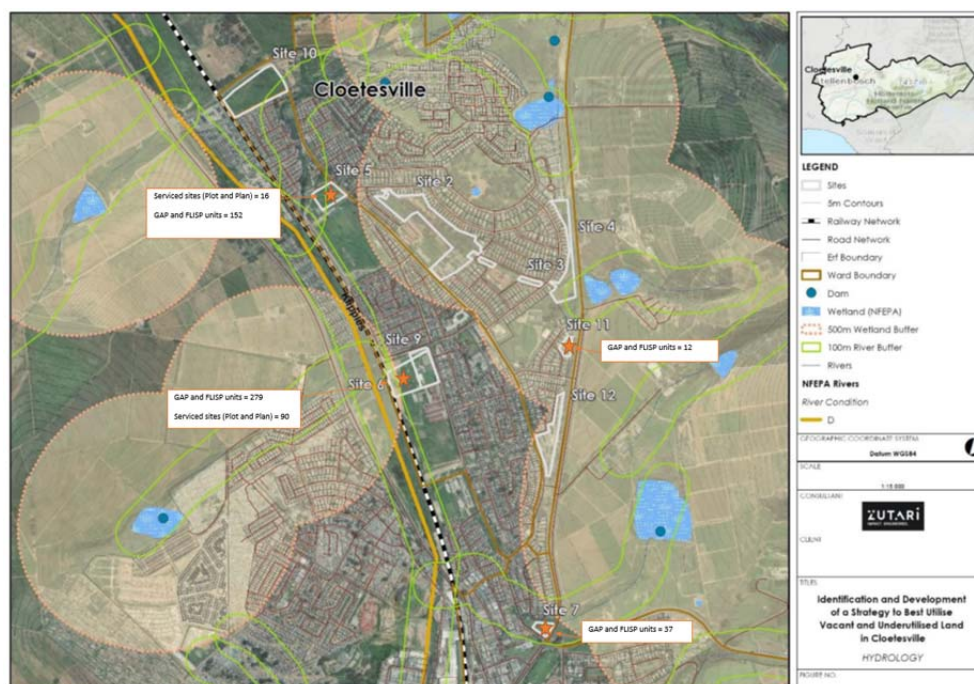 Site 10
Cloetesville
Site 5
Serviced sites (Plot and Plan) = 16
GAP and FLISP units = 152
Site 2
Site 4
Site 3
Site 11
GAP and FLISP units = 12
Site 9
Site 6
GAP and FLISP units = 279
Serviced sites (Plot and Plan) = 90
Site 12
Site 7
GAP and FLISP units = 37
Cloetesville
LEGEND
Sites
5m Contours
Railway Network
Road Network
Erf Boundary
Ward Boundary
Dam
Wetland (NFEPA)
500m Wetland Buffer
100m River Buffer
Rivers
NFEPA Rivers
River Condition
D
GEOGRAPHIC COORDINATE SYSTEM
Datum WGS84
SCALE
CONSULTANT
ZUTARI
CLIENT
TITLES
Identification and Development
of a Strategy to Best Utilise
Vacant and Underutilised Land
in Cloetesville
HYDROLOGY
FIGURE NO.